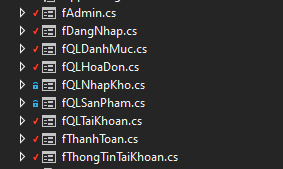 fAdmin.cs
fDangNhap.cs
fQLDanhMuc.cs
fQLHoaDon.cs
fQLNhapKho.cs
fQLSanPham.cs
fQLTaiKhoan.cs
fThanhToan.cs
fThongTinTaiKhoan.cs